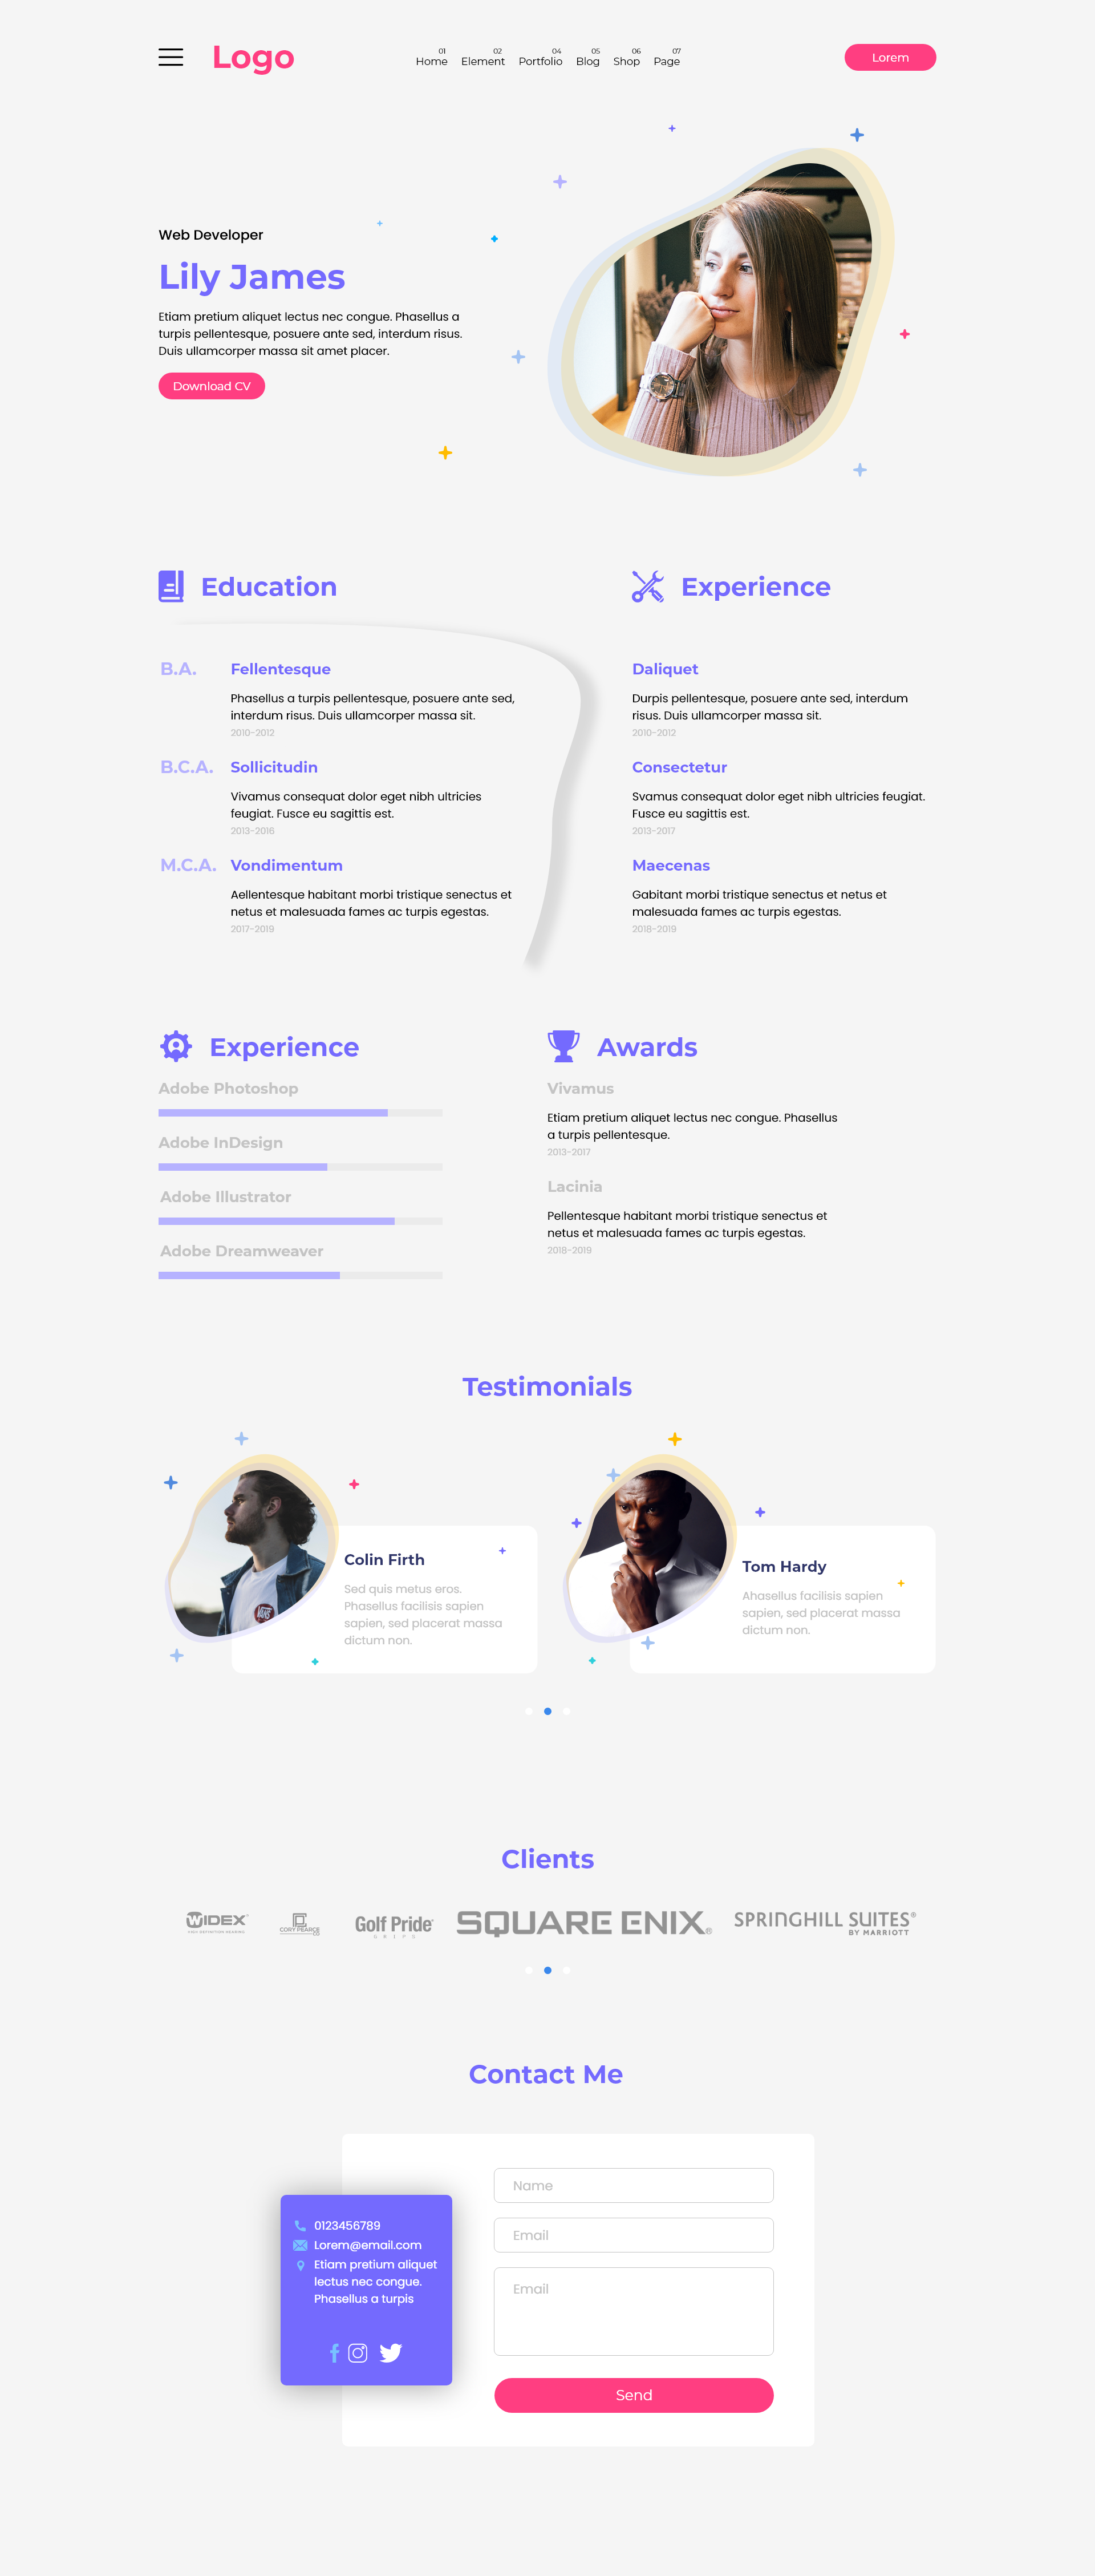 Logo
01 02 04 05 06 07
Home Element Portfolio Blog Shop Page
Lorem
Web Developer
Lily James
Etiam pretium aliquet lectus nec congue. Phasellus a
turpis pellentesque, posuere ante sed, interdum risus.
Duis ullamcorper massa sit amet placer.
Download CV
Education
B.A. Fellentesque
Phasellus a turpis pellentesque, posuere ante sed,
interdum risus. Duis ullamcorper massa sit.
2010-2012
B.C.A. Sollicitudin
Vivamus consequat dolor eget nibh ultricies
feugiat. Fusce eu sagittis est.
2013-2016
M.C.A. Vondimentum
Aellentesque habitant morbi tristique senectus et
netus et malesuada fames ac turpis egestas.
2017-2019
Experience
Daliquet
Durpis pellentesque, posuere ante sed, interdum
risus. Duis ullamcorper massa sit.
2010-2012
Consectetur
Svamus consequat dolor eget nibh ultricies feugiat.
Fusce eu sagittis est.
2013-2017
Maecenas
Gabitant morbi tristique senectus et netus et
malesuada fames ac turpis egestas.
2018-2019
Experience
Adobe Photoshop
Adobe InDesign
Adobe Illustrator
Adobe Dreamweaver
Awards
Vivamus
Etiam pretium aliquet lectus nec congue. Phasellus
a turpis pellentesque.
2013-2017
Lacinia
Pellentesque habitant morbi tristique senectus et
netus et malesuada fames ac turpis egestas.
2018-2019
Testimonials
VANS
Colin Firth
Sed quis metus eros.
Phasellus facilisis sapien
sapien, sed placerat massa
dictum non.
Tom Hardy
Ahasellus facilisis sapien
sapien, sed placerat massa
dictum non.
Clients
WIDEX
HIGH DEFINITION HEARING
CORY PEARCE
CO
Golf Pride
GRIPS
SQUARE ENIX®
SPRINGHILL SUITES®
BY MARRIOTT
Contact Me
0123456789
Lorem@email.com
Etiam pretium aliquet
lectus nec congue.
Phasellus a turpis
Name
Email
Email
Send